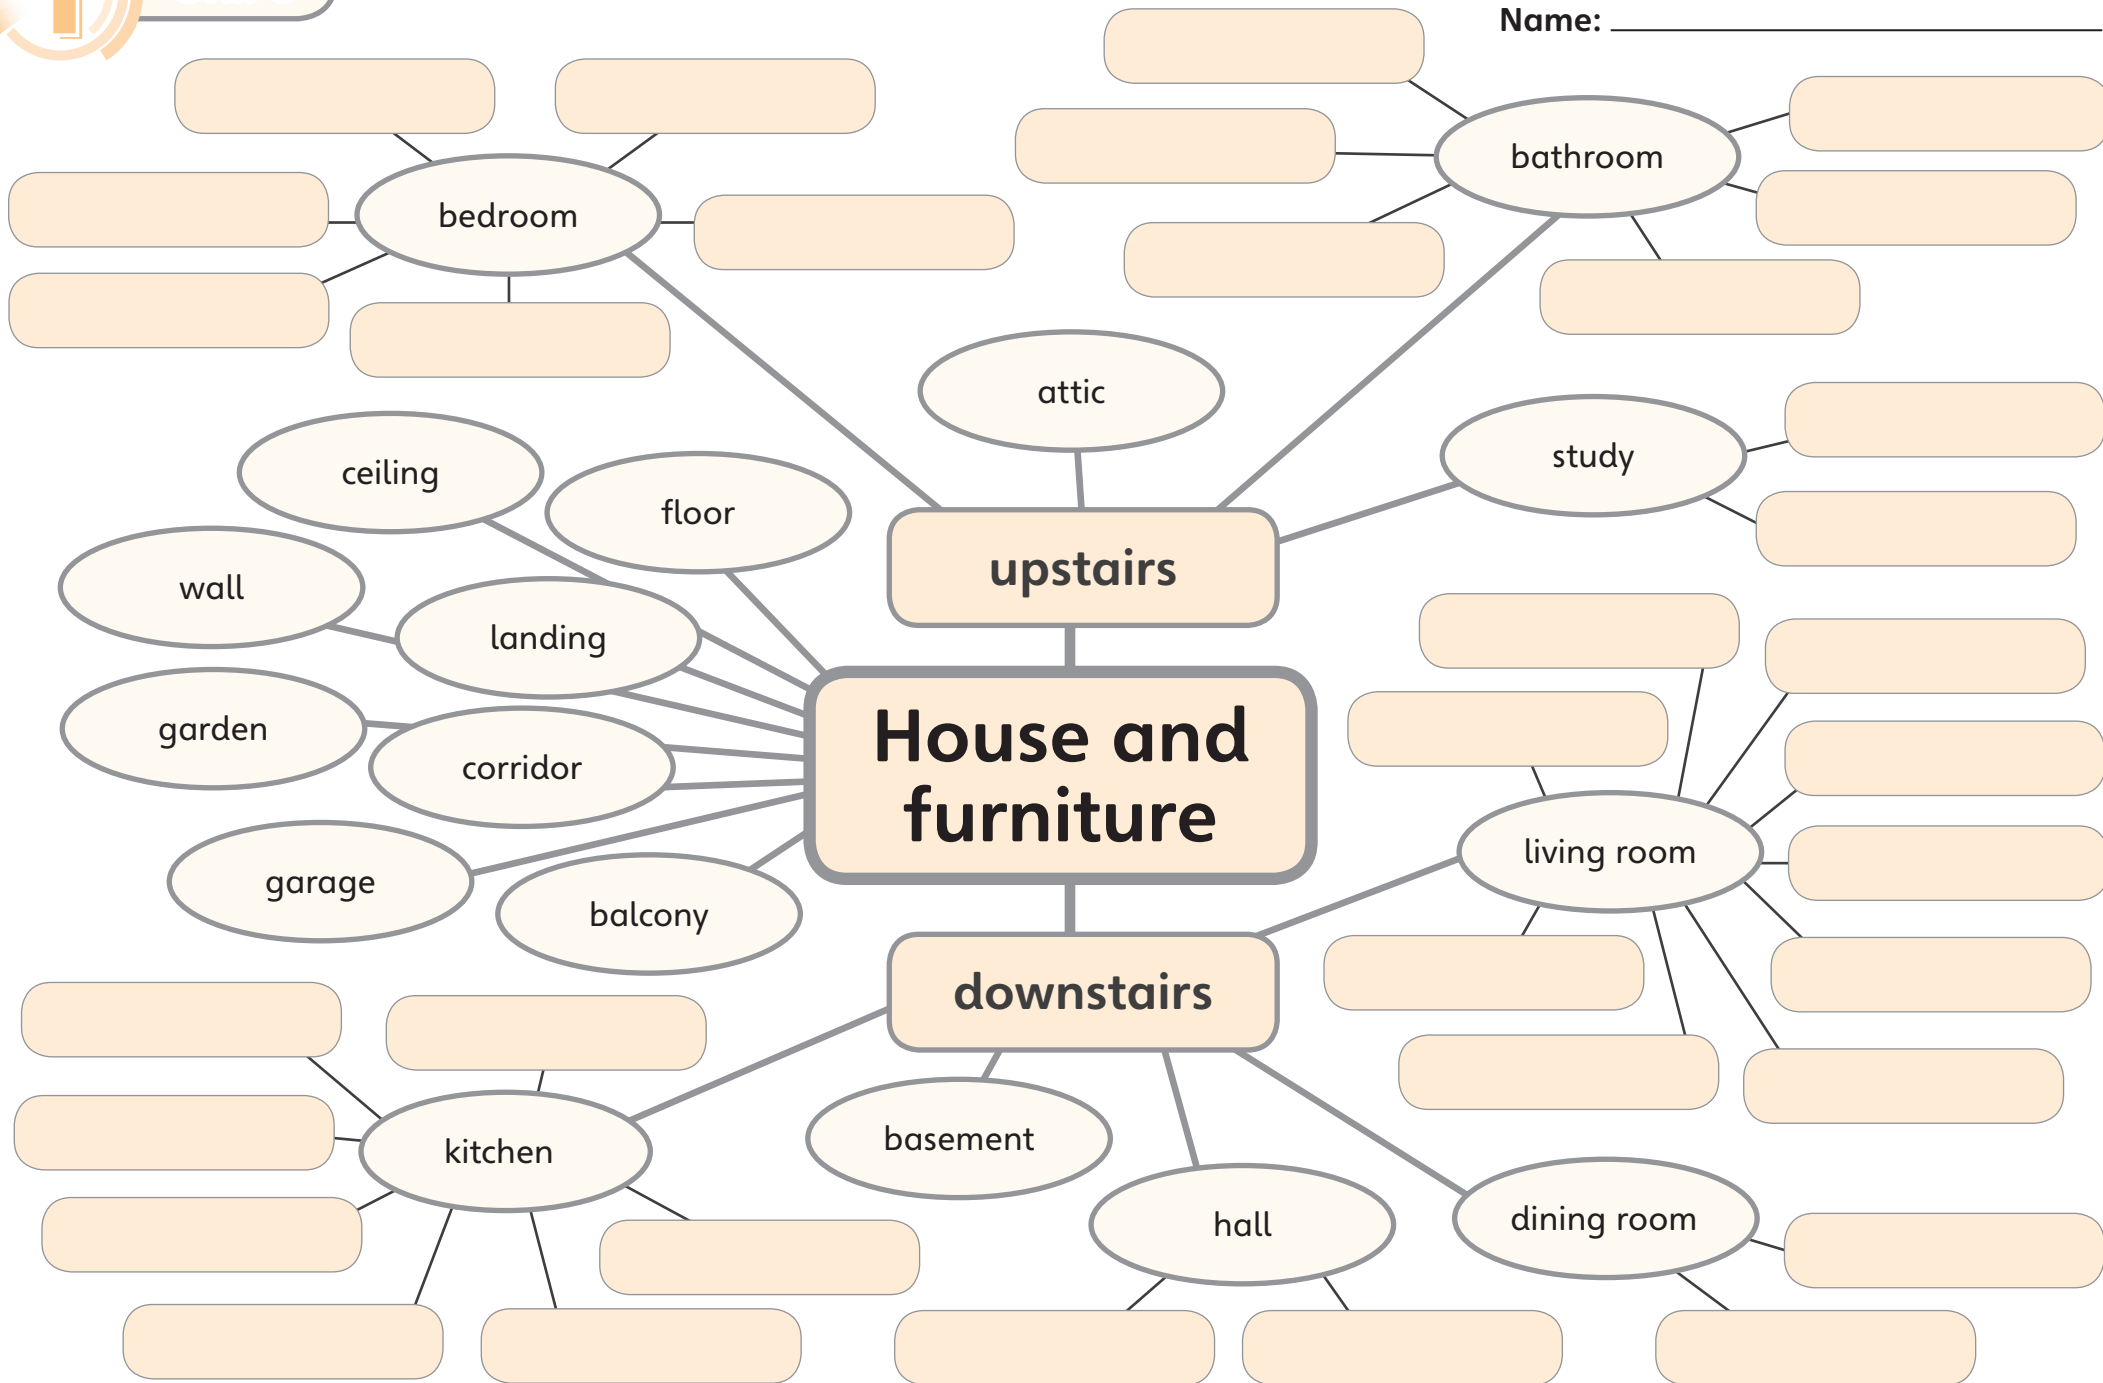 Name:
bathroom
bedroom
attic
study
ceiling
floor
upstairs
wall
landing
House and
furniture
garden
corridor
living room
garage
balcony
downstairs
kitchen
basement
hall
dining room